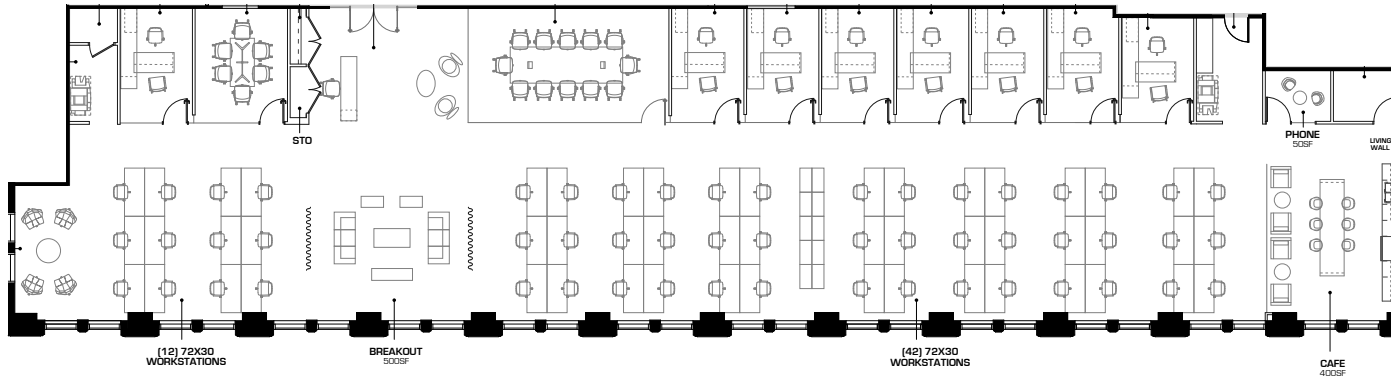 STO
PHONE
50SF
LIVING
WALL
(12) 72X30
WORKSTATIONS
BREAKOUT
500SF
(42) 72X30
WORKSTATIONS
CAFE
400SF